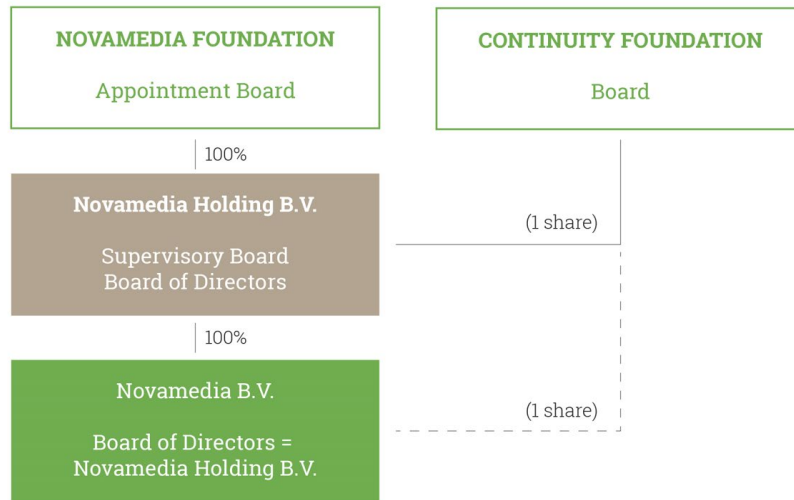 NOVAMEDIA FOUNDATION
Appointment Board
CONTINUITY FOUNDATION
Board
100%
Novamedia Holding B.V.
Supervisory Board
Board of Directors
(1 share)
100%
Novamedia B.V.
Board of Directors =
Novamedia Holding B.V.
(1 share)